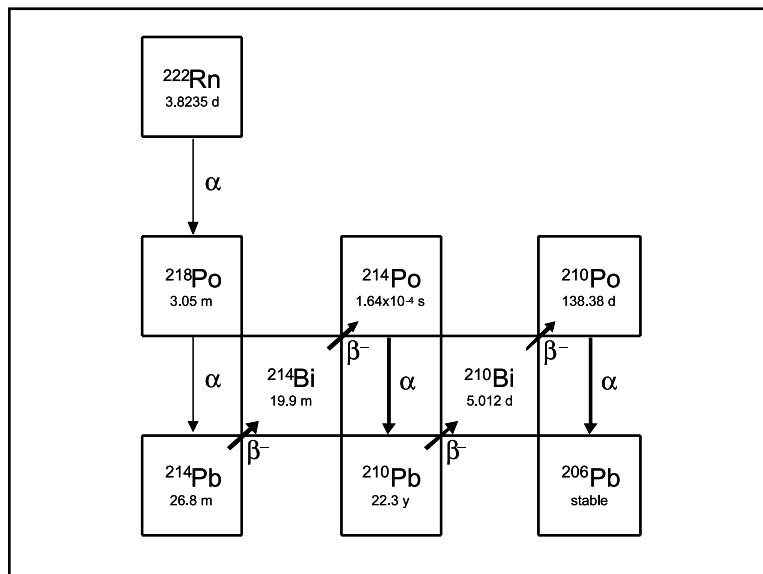 ²²²Rn
3.8235 d
α
²¹⁸Po
3.05 m
²¹⁴Po
1.64x10⁻⁴ s
²¹⁰Po
138.38 d
β⁻
β⁻
α
²¹⁴Bi
19.9 m
α
²¹⁰Bi
5.012 d
α
β⁻
β⁻
²¹⁴Pb
26.8 m
²¹⁰Pb
22.3 y
²⁰⁶Pb
stable